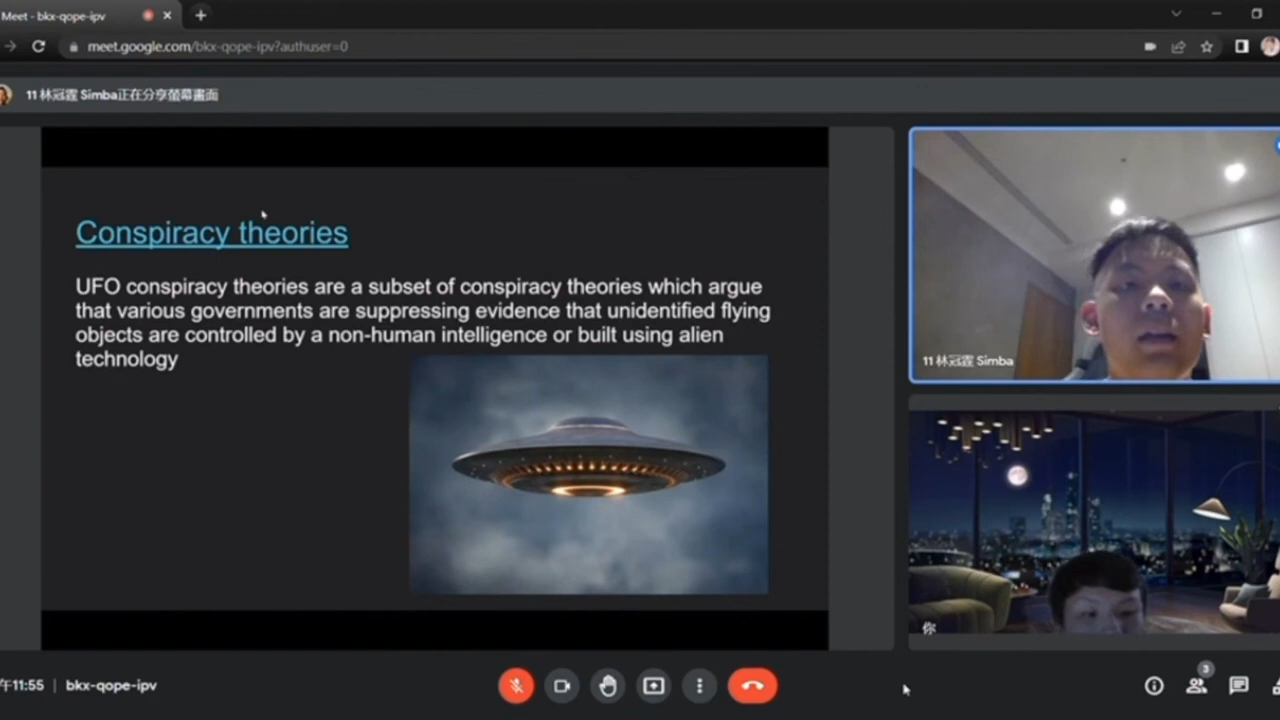 Meet - bkx-qope-ipv
meet.google.com/bkx-qope-ipv?authuser=0
11 林冠霆 Simba正在分享螢幕畫面
Conspiracy theories
UFO conspiracy theories are a subset of conspiracy theories which argue
that various governments are suppressing evidence that unidentified flying
objects are controlled by a non-human intelligence or built using alien
technology
11 林冠霆 Simba
你
午11:55 | bkx-qope-ipv
3